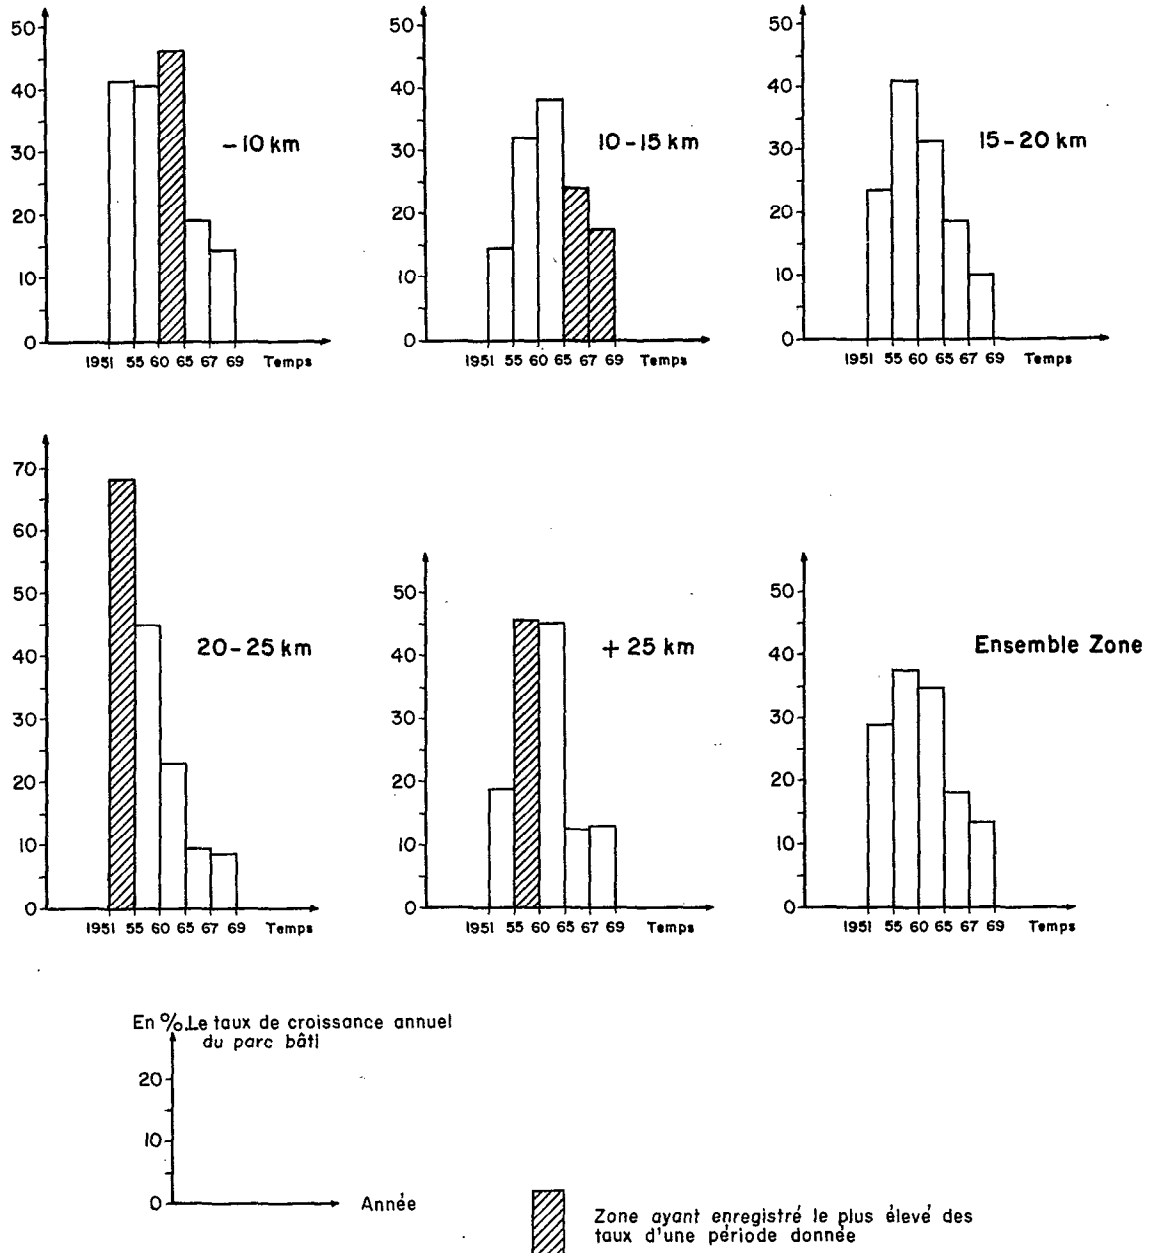 50
40
30
20
10
0
– 10 km
1951 55 60 65 67 69 Temps
50
40
30
20
10
0
10 – 15 km
1951 55 60 65 67 69 Temps
50
40
30
20
10
0
15 – 20 km
1951 55 60 65 67 69 Temps
70
60
50
40
30
20
10
0
20 – 25 km
1951 55 60 65 67 69 Temps
50
40
30
20
10
0
+ 25 km
1951 55 60 65 67 69 Temps
50
40
30
20
10
0
Ensemble Zone
1951 55 60 65 67 69 Temps
En %.Le taux de croissance annuel
du parc bâti
20
10
0
Année
Zone ayant enregistré le plus élevé des
taux d'une période donnée